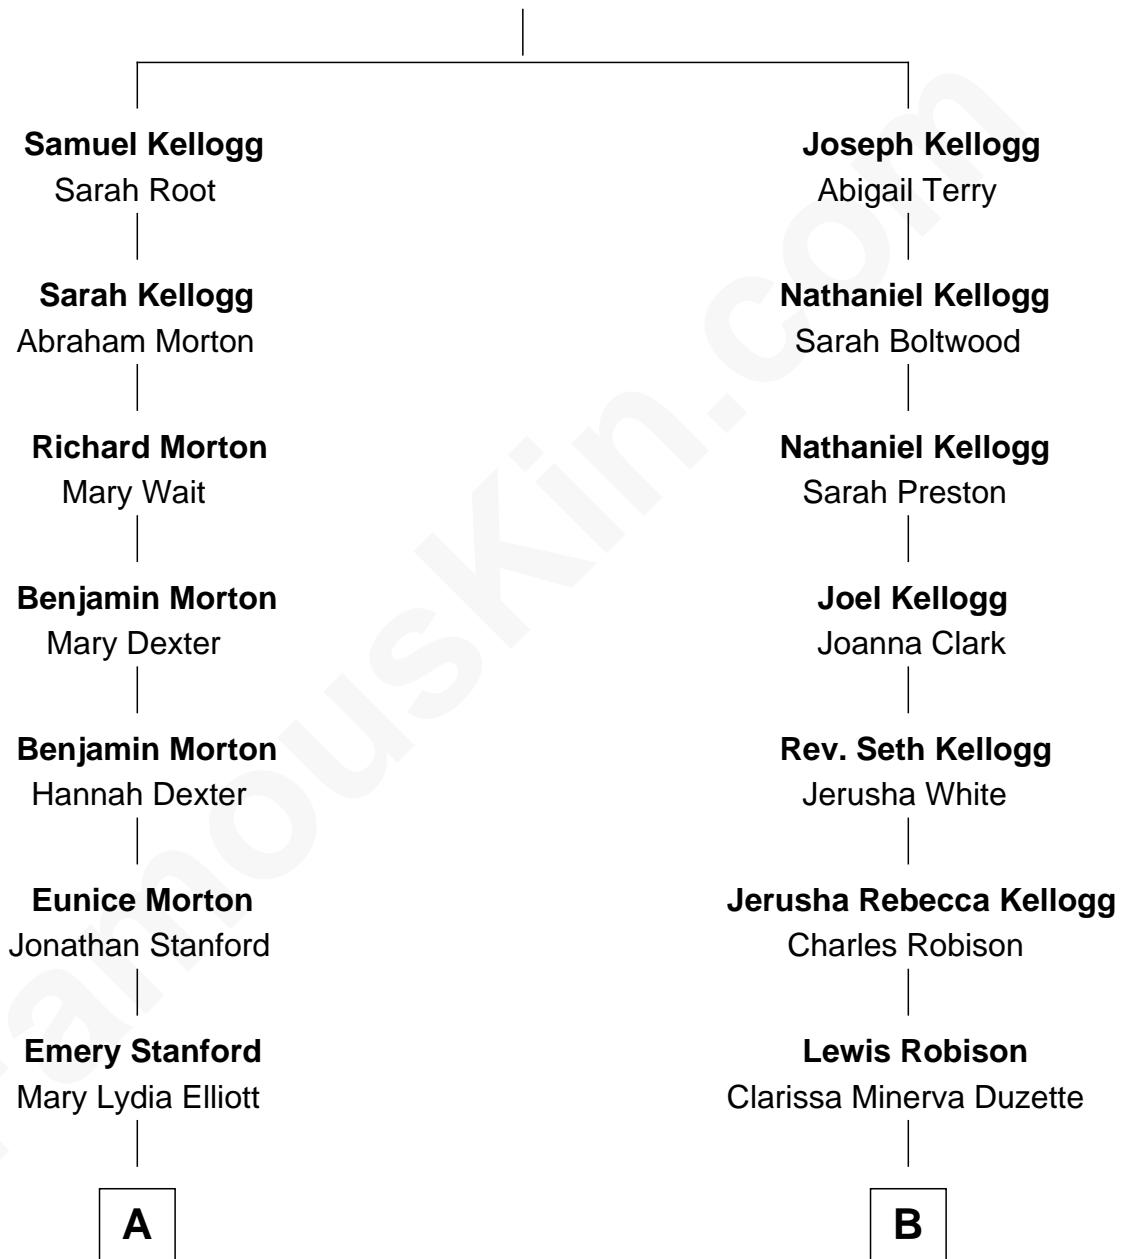 Samuel Kellogg
Sarah Root
Joseph Kellogg
Abigail Terry
Sarah Kellogg
Abraham Morton
Nathaniel Kellogg
Sarah Boltwood
Richard Morton
Mary Wait
Nathaniel Kellogg
Sarah Preston
Benjamin Morton
Mary Dexter
Joel Kellogg
Joanna Clark
Benjamin Morton
Hannah Dexter
Rev. Seth Kellogg
Jerusha White
Eunice Morton
Jonathan Stanford
Jerusha Rebecca Kellogg
Charles Robison
Emery Stanford
Mary Lydia Elliott
Lewis Robison
Clarissa Minerva Duzette
A
B
FamousKin.com